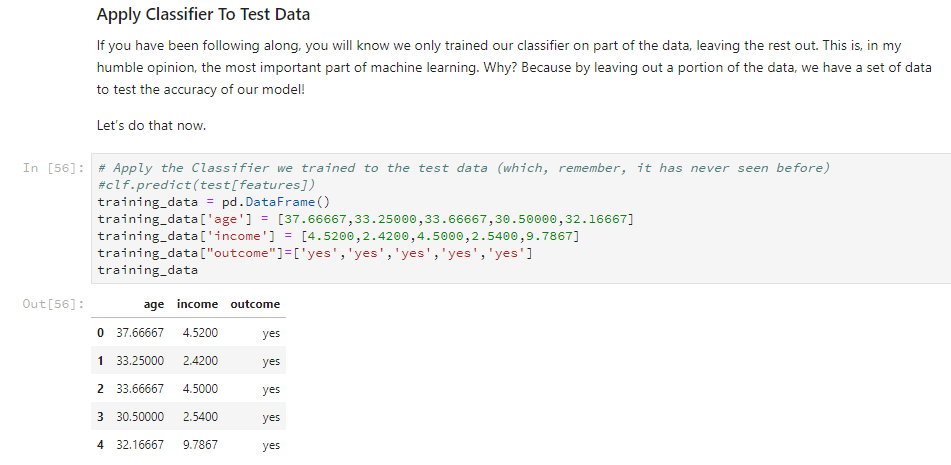 Apply Classifier To Test Data
If you have been following along, you will know we only trained our classifier on part of the data, leaving the rest out. This is, in my
humble opinion, the most important part of machine learning. Why? Because by leaving out a portion of the data, we have a set of data
to test the accuracy of our model!
Let's do that now.
In [56]: # Apply the Classifier we trained to the test data (which, remember, it has never seen before)
#clf.predict(test[features])
training_data = pd.DataFrame()
training_data['age'] = [37.66667,33.25000,33.66667,30.50000,32.16667]
training_data['income'] = [4.5200,2.4200,4.5000,2.5400,9.7867]
training_data["outcome"]=['yes','yes','yes','yes','yes']
training_data
Out[56]: age income outcome
0 37.66667 4.5200 yes
1 33.25000 2.4200 yes
2 33.66667 4.5000 yes
3 30.50000 2.5400 yes
4 32.16667 9.7867 yes